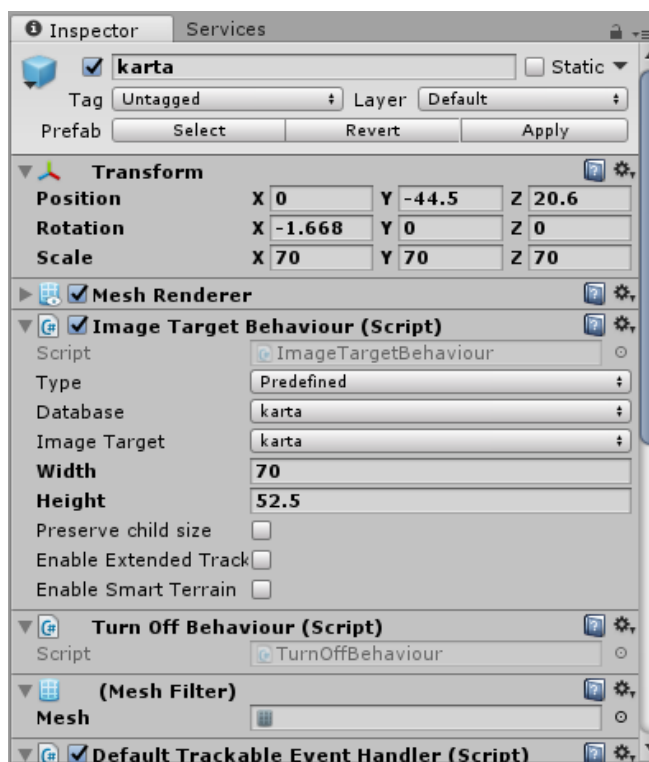 Inspector Services
karta Static
Tag Untagged Layer Default
Prefab Select Revert Apply
Transform
Position X 0 Y -44.5 Z 20.6
Rotation X -1.668 Y 0 Z 0
Scale X 70 Y 70 Z 70
Mesh Renderer
Image Target Behaviour (Script)
Script ImageTargetBehaviour
Type Predefined
Database karta
Image Target karta
Width 70
Height 52.5
Preserve child size
Enable Extended Track
Enable Smart Terrain
Turn Off Behaviour (Script)
Script TurnOffBehaviour
(Mesh Filter)
Mesh
Default Trackable Event Handler (Script)